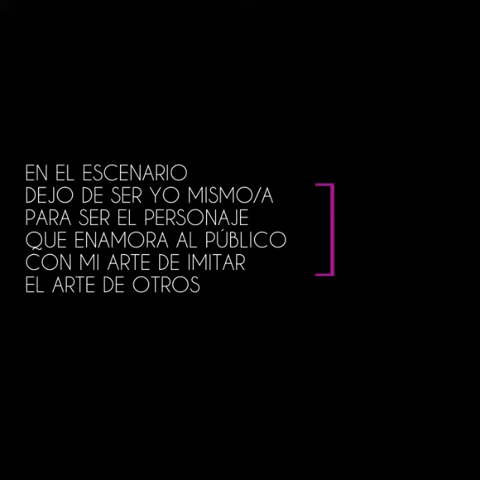 EN EL ESCENARIO
DEJO DE SER YO MISMO/A
PARA SER EL PERSONAJE
QUE ENAMORA AL PÚBLICO
CON MI ARTE DE IMITAR
EL ARTE DE OTROS